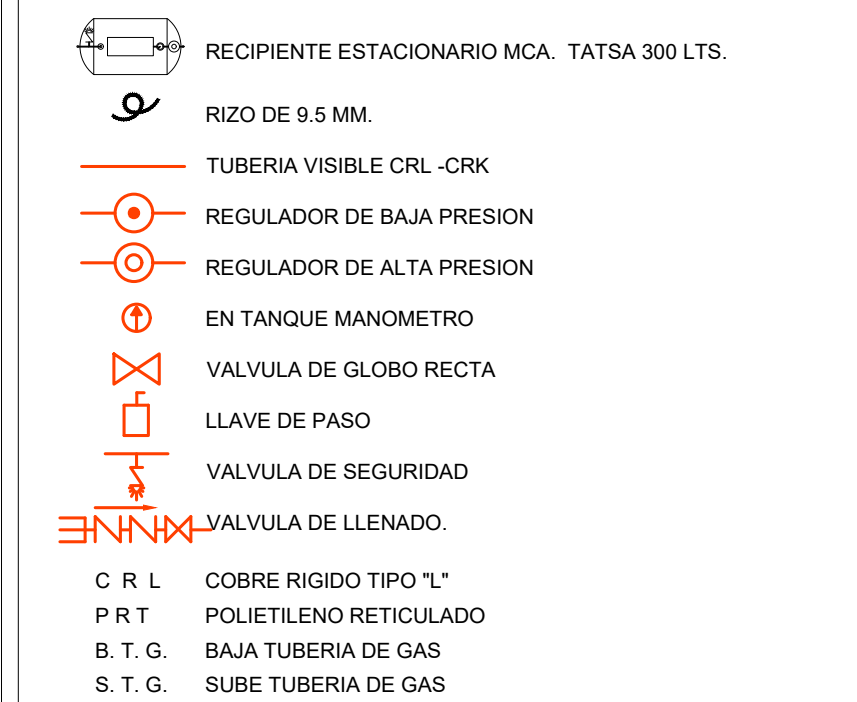 RECIPIENTE ESTACIONARIO MCA. TATSA 300 LTS.
RIZO DE 9.5 MM.
TUBERIA VISIBLE CRL -CRK
REGULADOR DE BAJA PRESION
REGULADOR DE ALTA PRESION
EN TANQUE MANOMETRO
VALVULA DE GLOBO RECTA
LLAVE DE PASO
VALVULA DE SEGURIDAD
VALVULA DE LLENADO.
C R L COBRE RIGIDO TIPO "L"
P R T POLIETILENO RETICULADO
B. T. G. BAJA TUBERIA DE GAS
S. T. G. SUBE TUBERIA DE GAS